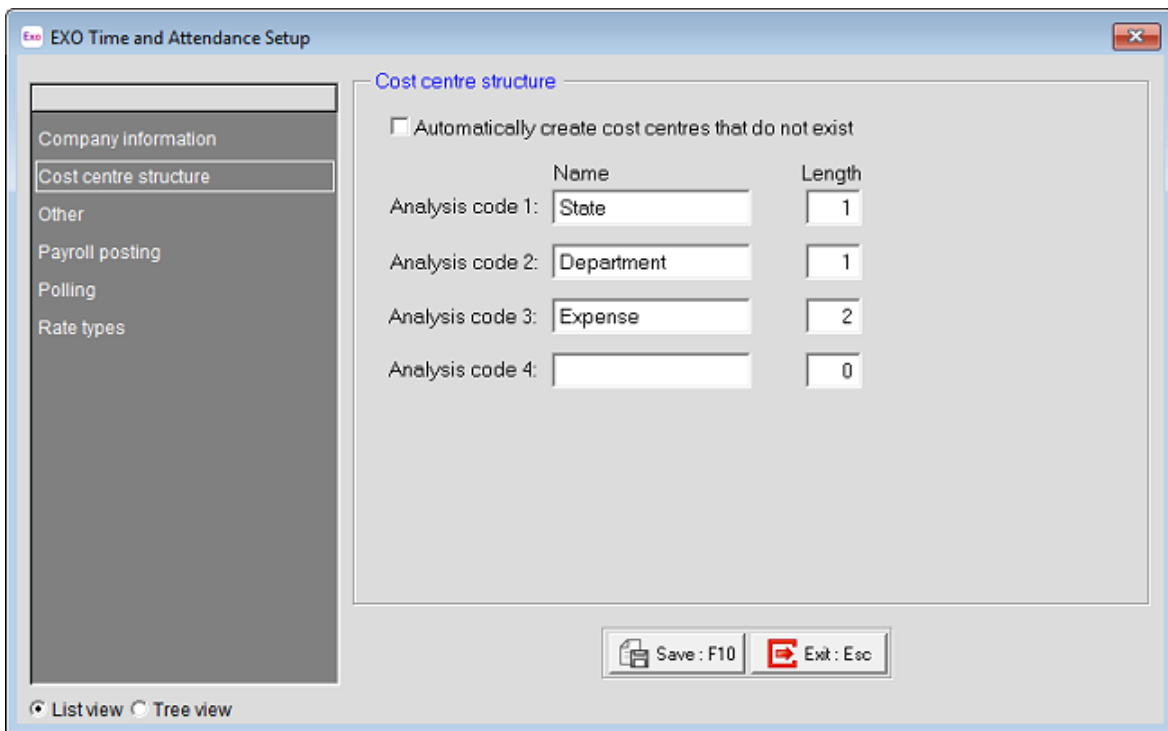 Exo EXO Time and Attendance Setup
Company information
Cost centre structure
Other
Payroll posting
Polling
Rate types
Cost centre structure
Automatically create cost centres that do not exist
Name Length
Analysis code 1: State 1
Analysis code 2: Department 1
Analysis code 3: Expense 2
Analysis code 4: 0
Save : F10 Exit : Esc
List view Tree view